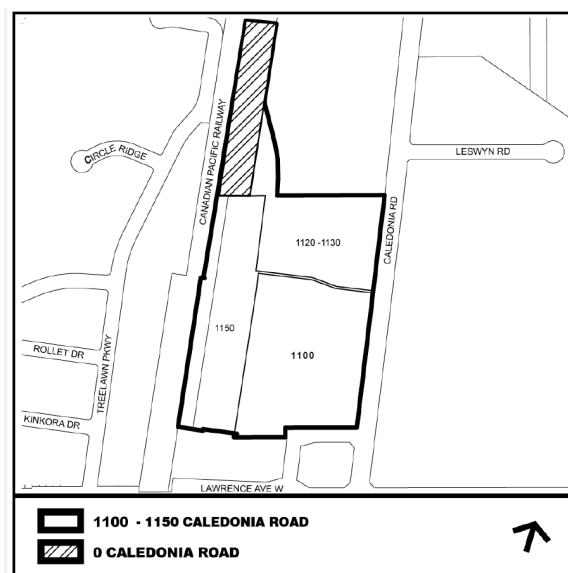 CIRCLE RIDGE
CANADIAN PACIFIC RAILWAY
LESWYN RD
CALEDONIA RD
1120 -1130
1150
1100
ROLLET DR
TREELAWN PKWY
KINKORA DR
LAWRENCE AVE W
1100 - 1150 CALEDONIA ROAD
0 CALEDONIA ROAD